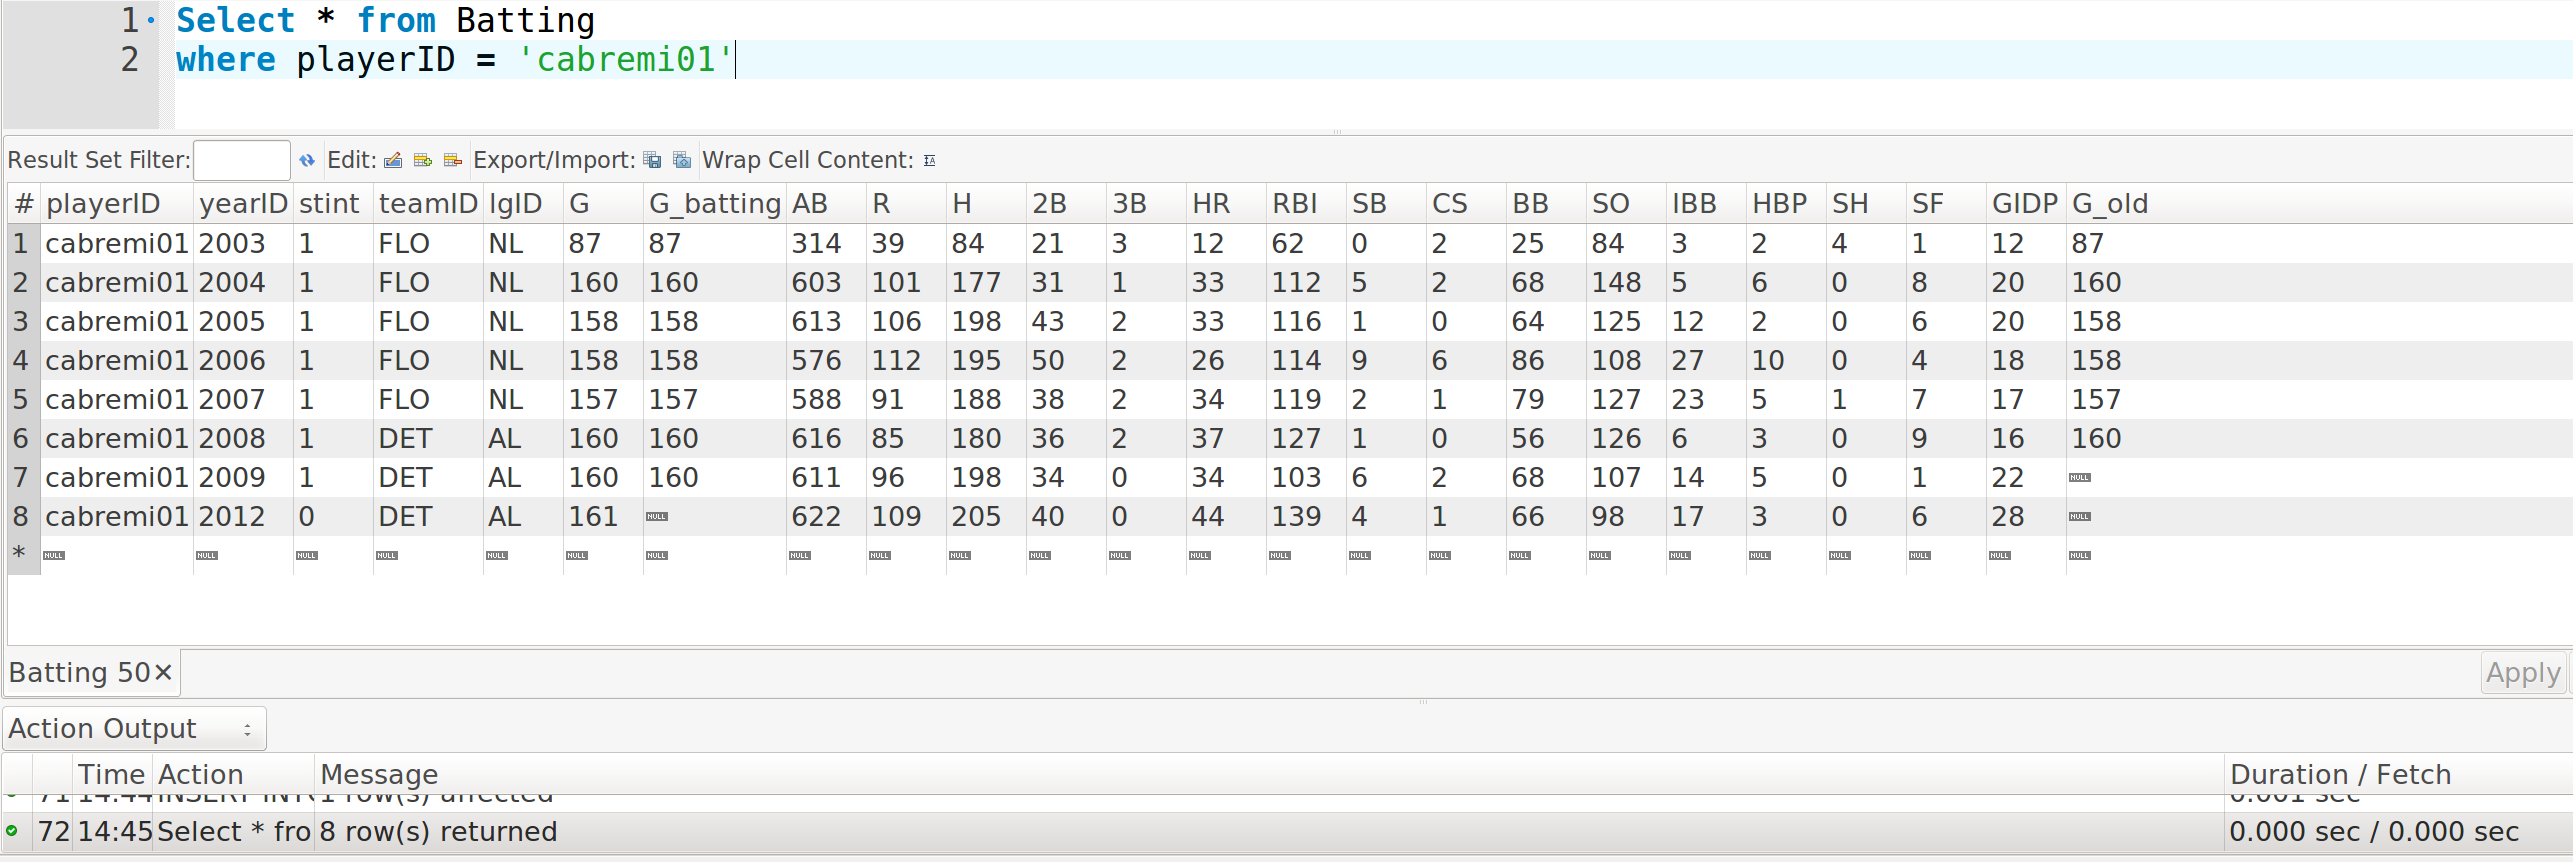 1 Select * from Batting
2 where playerID = 'cabremi01'
Result Set Filter: Edit: Export/Import: Wrap Cell Content:
# playerID yearID stint teamID lgID G G_batting AB R H 2B 3B HR RBI SB CS BB SO IBB HBP SH SF GIDP G_old
1 cabremi01 2003 1 FLO NL 87 87 314 39 84 21 3 12 62 0 2 25 84 3 2 4 1 12 87
2 cabremi01 2004 1 FLO NL 160 160 603 101 177 31 1 33 112 5 2 68 148 5 6 0 8 20 160
3 cabremi01 2005 1 FLO NL 158 158 613 106 198 43 2 33 116 1 0 64 125 12 2 0 6 20 158
4 cabremi01 2006 1 FLO NL 158 158 576 112 195 50 2 26 114 9 6 86 108 27 10 0 4 18 158
5 cabremi01 2007 1 FLO NL 157 157 588 91 188 38 2 34 119 2 1 79 127 23 5 1 7 17 157
6 cabremi01 2008 1 DET AL 160 160 616 85 180 36 2 37 127 1 0 56 126 6 3 0 9 16 160
7 cabremi01 2009 1 DET AL 160 160 611 96 198 34 0 34 103 6 2 68 107 14 5 0 1 22 NULL
8 cabremi01 2012 0 DET AL 161 NULL 622 109 205 40 0 44 139 4 1 66 98 17 3 0 6 28 NULL
* NULL NULL NULL NULL NULL NULL NULL NULL NULL NULL NULL NULL NULL NULL NULL NULL NULL NULL NULL NULL NULL NULL NULL NULL
Batting 50 Apply
Action Output
Time Action Message Duration / Fetch
71 14:44 INSERT INTO 1 row(s) affected 0.001 sec
72 14:45 Select * fro 8 row(s) returned 0.000 sec / 0.000 sec